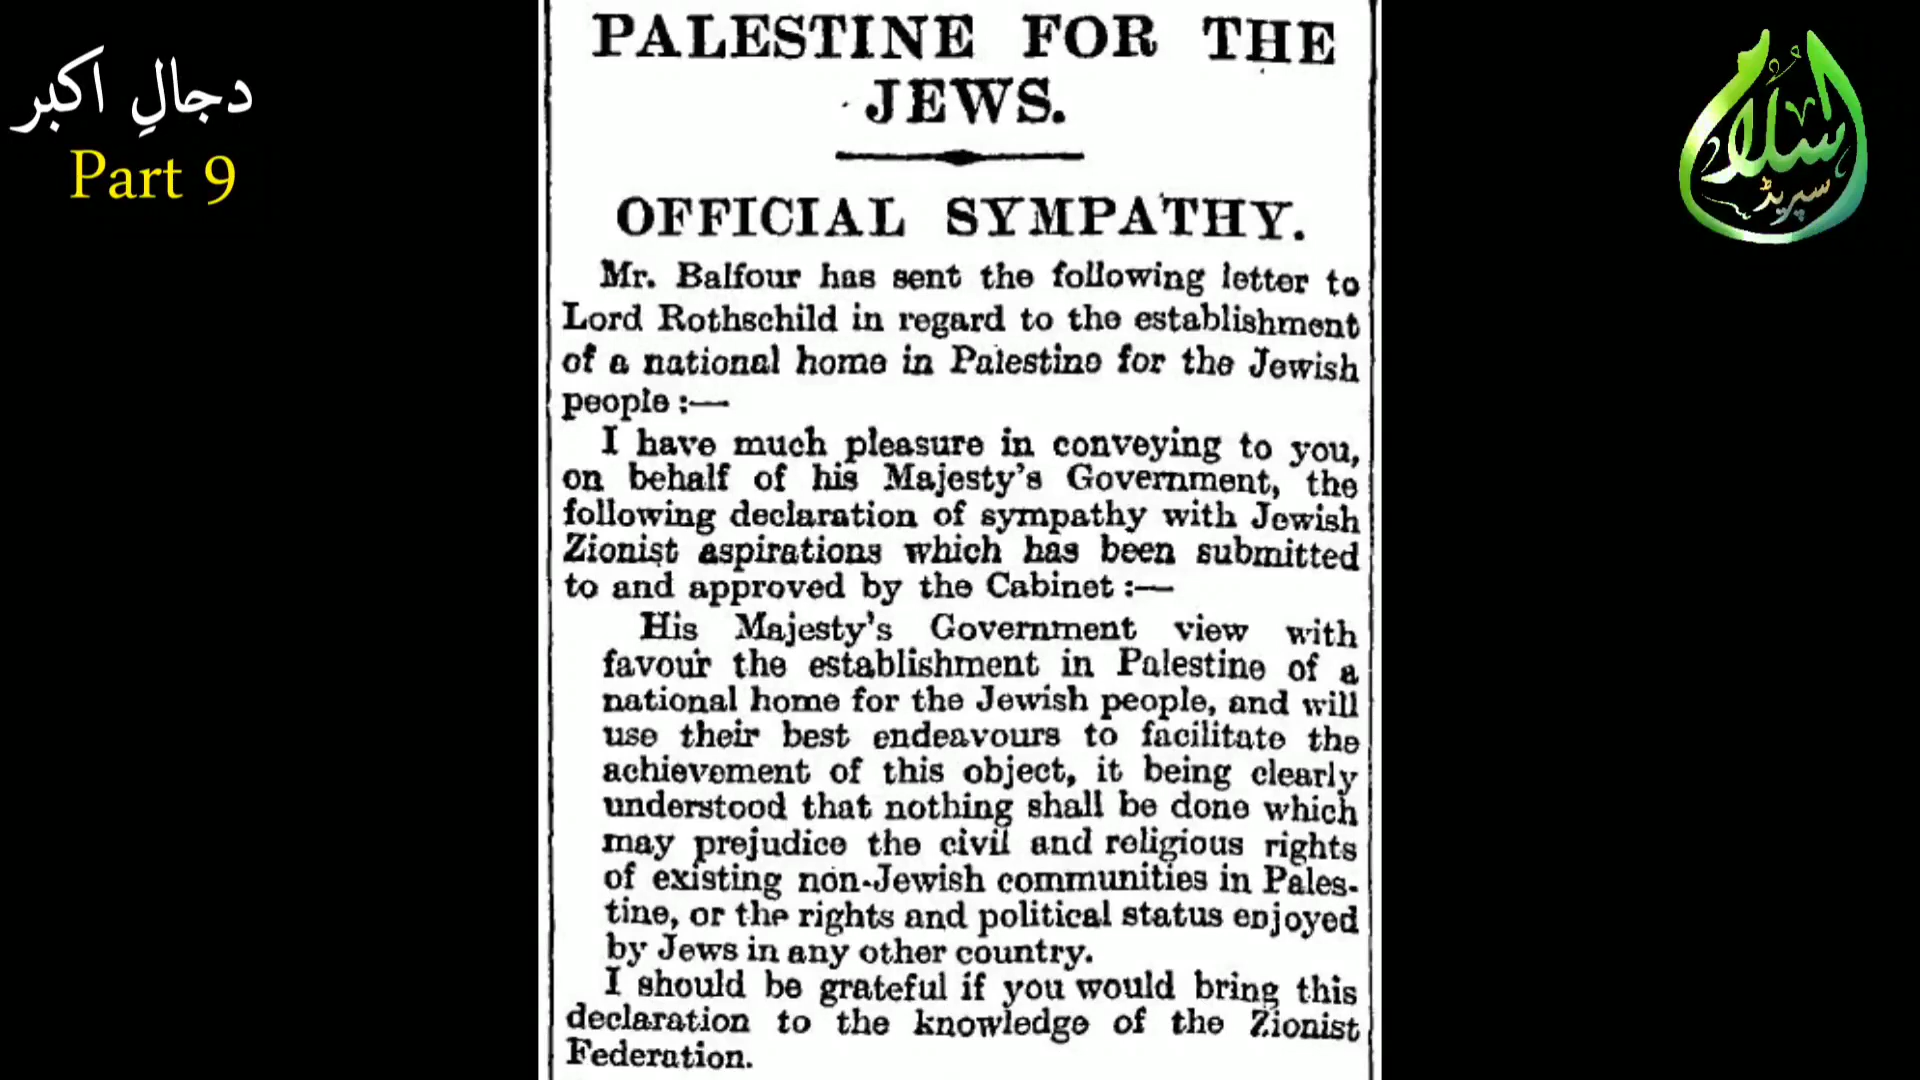 دجالِ اکبر
Part 9
اسلام
سپریڈ
PALESTINE FOR THE
JEWS.
OFFICIAL SYMPATHY.
Mr. Balfour has sent the following letter to
Lord Rothschild in regard to the establishment
of a national home in Palestine for the Jewish
people :—
I have much pleasure in conveying to you,
on behalf of his Majesty's Government, the
following declaration of sympathy with Jewish
Zionist aspirations which has been submitted
to and approved by the Cabinet :—
His Majesty's Government view with
favour the establishment in Palestine of a
national home for the Jewish people, and will
use their best endeavours to facilitate the
achievement of this object, it being clearly
understood that nothing shall be done which
may prejudice the civil and religious rights
of existing non-Jewish communities in Pales-
tine, or the rights and political status enjoyed
by Jews in any other country.
I should be grateful if you would bring this
declaration to the knowledge of the Zionist
Federation.